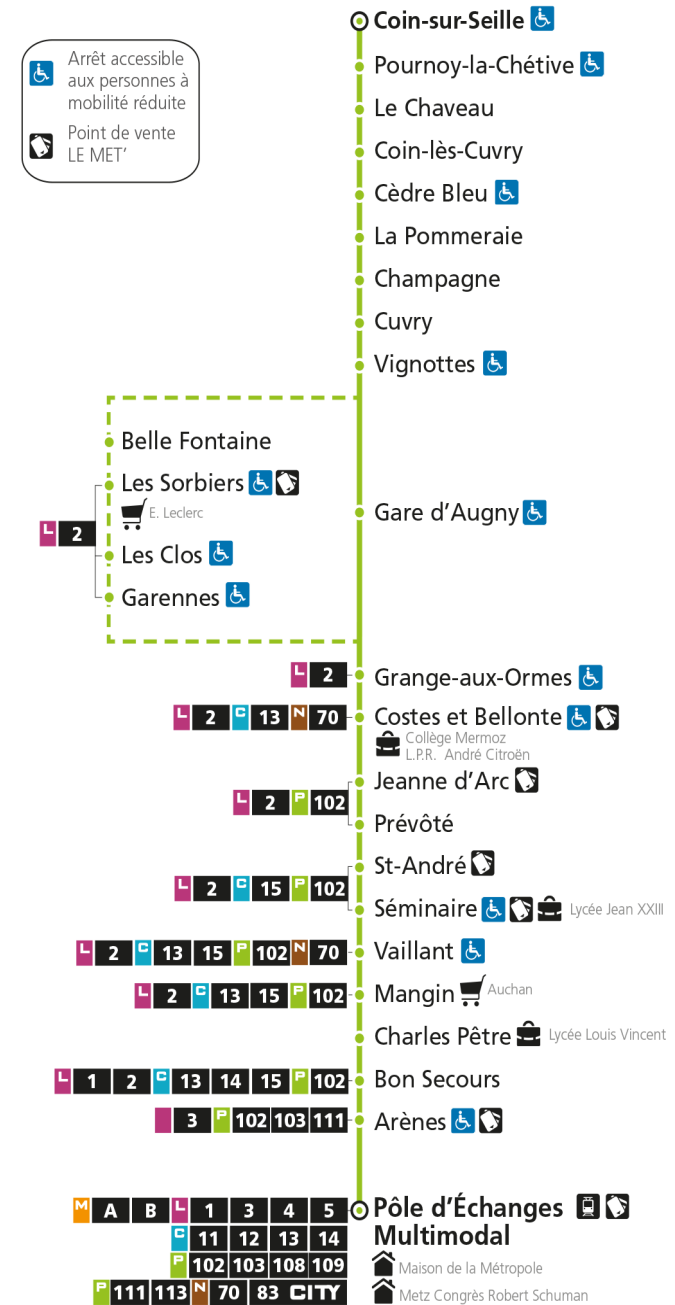 Coin-sur-Seille
Arrêt accessible
aux personnes à
mobilité réduite
Point de vente
LE MET’
Pournoy-la-Chétive
Le Chaveau
Coin-lès-Cuvry
Cèdre Bleu
La Pommeraie
Champagne
Cuvry
Vignottes
Belle Fontaine
Les Sorbiers
E. Leclerc
L 2
Les Clos
Garennes
Gare d’Augny
L 2 Grange-aux-Ormes
L 2 C 13 N 70 Costes et Bellonte
Collège Mermoz
L.P.R. André Citroën
Jeanne d’Arc
L 2 P 102
Prévôté
St-André
L 2 C 15 P 102
Séminaire Lycée Jean XXIII
L 2 C 13 15 P 102 N 70 Vaillant
L 2 C 13 15 P 102 Mangin Auchan
Charles Pêtre Lycée Louis Vincent
L 1 2 C 13 14 15 P 102 Bon Secours
3 P 102 103 111 Arènes
M A B L 1 3 4 5 Pôle d’Échanges
C 11 12 13 14 Multimodal
P 102 103 108 109 Maison de la Métropole
P 111 113 N 70 83 CITY Metz Congrès Robert Schuman